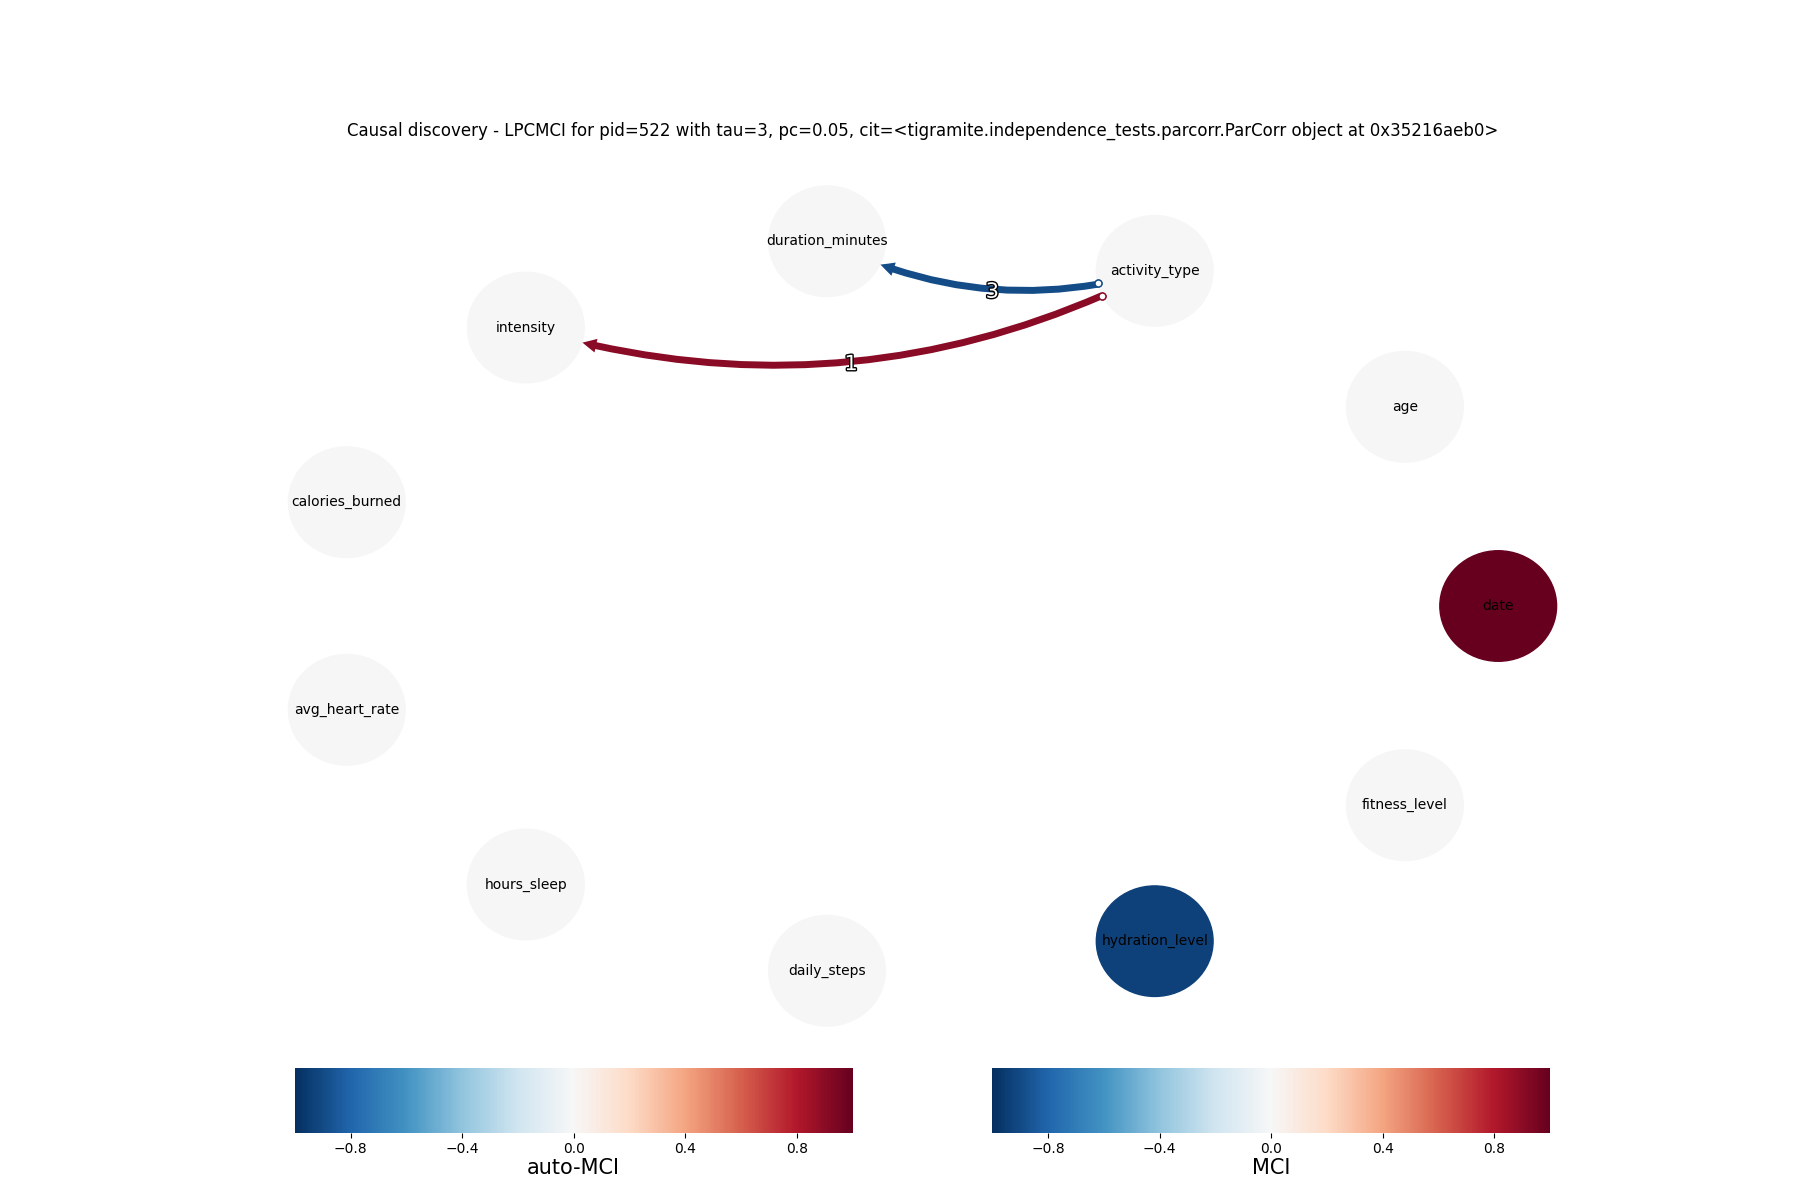 Causal discovery - LPCMCI for pid=522 with tau=3, pc=0.05, cit=<tigramite.independence_tests.parcorr.ParCorr object at 0x35216aeb0>
duration_minutes
activity_type
3
intensity
1
age
calories_burned
date
avg_heart_rate
fitness_level
hours_sleep
hydration_level
daily_steps
−0.8 −0.4 0.0 0.4 0.8
auto-MCI
−0.8 −0.4 0.0 0.4 0.8
MCI